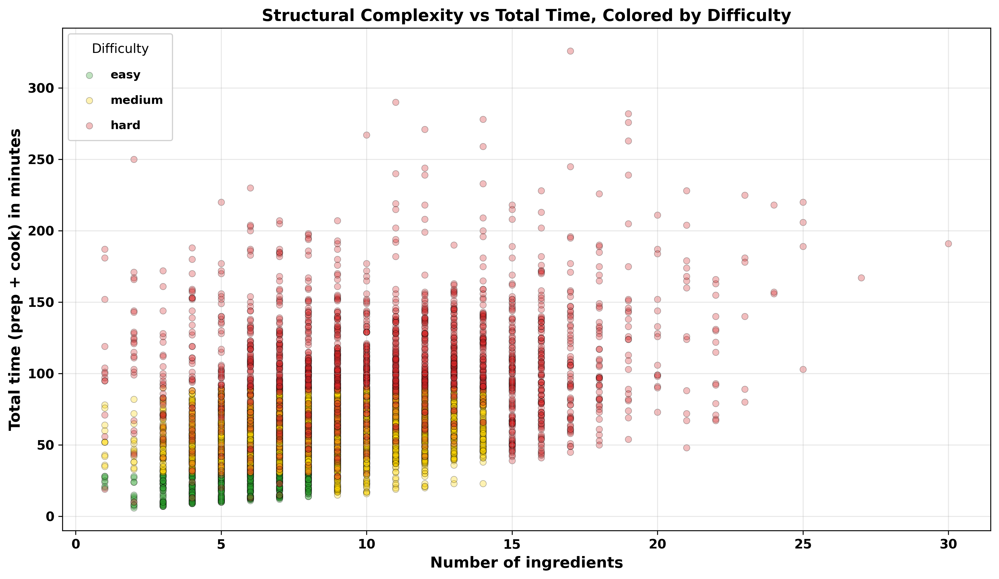 Structural Complexity vs Total Time, Colored by Difficulty
Difficulty
easy
medium
hard
Total time (prep + cook) in minutes
300
250
200
150
100
50
0
0 5 10 15 20 25 30
Number of ingredients